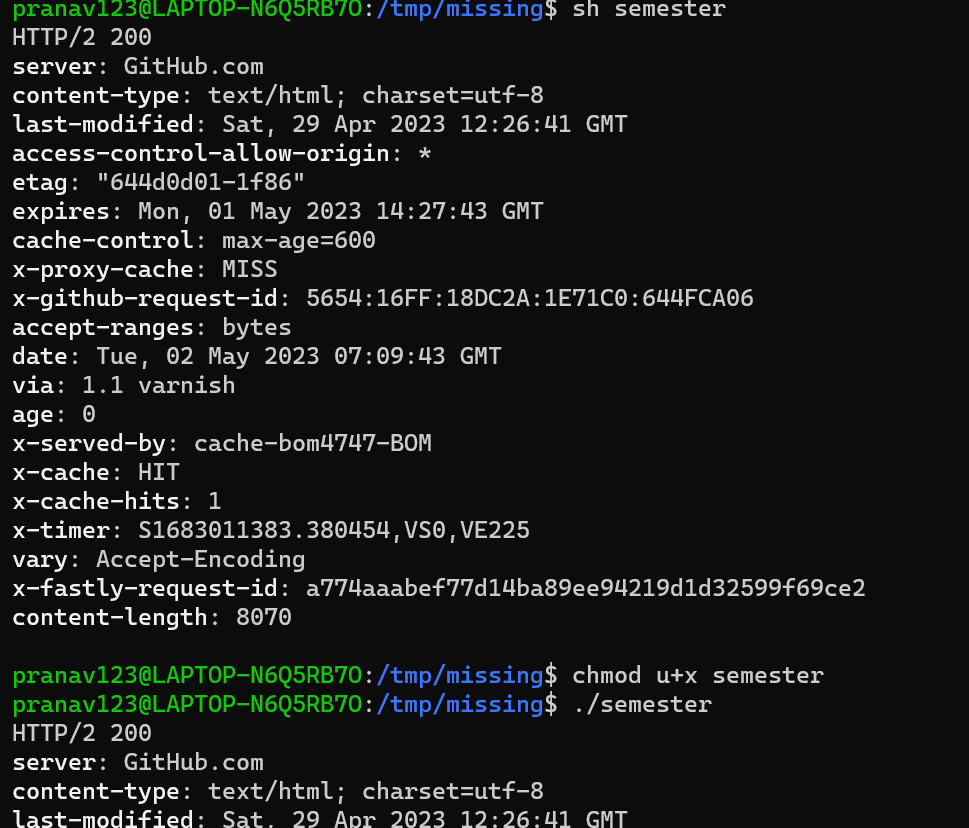 pranav123@LAPTOP-N6Q5RB7O:/tmp/missing$ sh semester
HTTP/2 200
server: GitHub.com
content-type: text/html; charset=utf-8
last-modified: Sat, 29 Apr 2023 12:26:41 GMT
access-control-allow-origin: *
etag: "644d0d01-1f86"
expires: Mon, 01 May 2023 14:27:43 GMT
cache-control: max-age=600
x-proxy-cache: MISS
x-github-request-id: 5654:16FF:18DC2A:1E71C0:644FCA06
accept-ranges: bytes
date: Tue, 02 May 2023 07:09:43 GMT
via: 1.1 varnish
age: 0
x-served-by: cache-bom4747-BOM
x-cache: HIT
x-cache-hits: 1
x-timer: S1683011383.380454,VS0,VE225
vary: Accept-Encoding
x-fastly-request-id: a774aaabef77d14ba89ee94219d1d32599f69ce2
content-length: 8070
pranav123@LAPTOP-N6Q5RB7O:/tmp/missing$ chmod u+x semester
pranav123@LAPTOP-N6Q5RB7O:/tmp/missing$ ./semester
HTTP/2 200
server: GitHub.com
content-type: text/html; charset=utf-8
last-modified: Sat, 29 Apr 2023 12:26:41 GMT